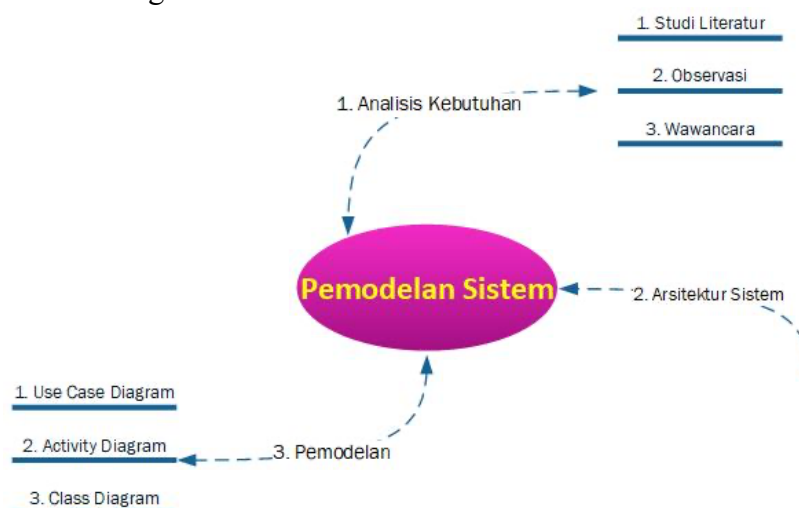 1. Studi Literatur
2. Observasi
3. Wawancara
1. Analisis Kebutuhan
Pemodelan Sistem
2. Arsitektur Sistem
3. Pemodelan
1. Use Case Diagram
2. Activity Diagram
3. Class Diagram